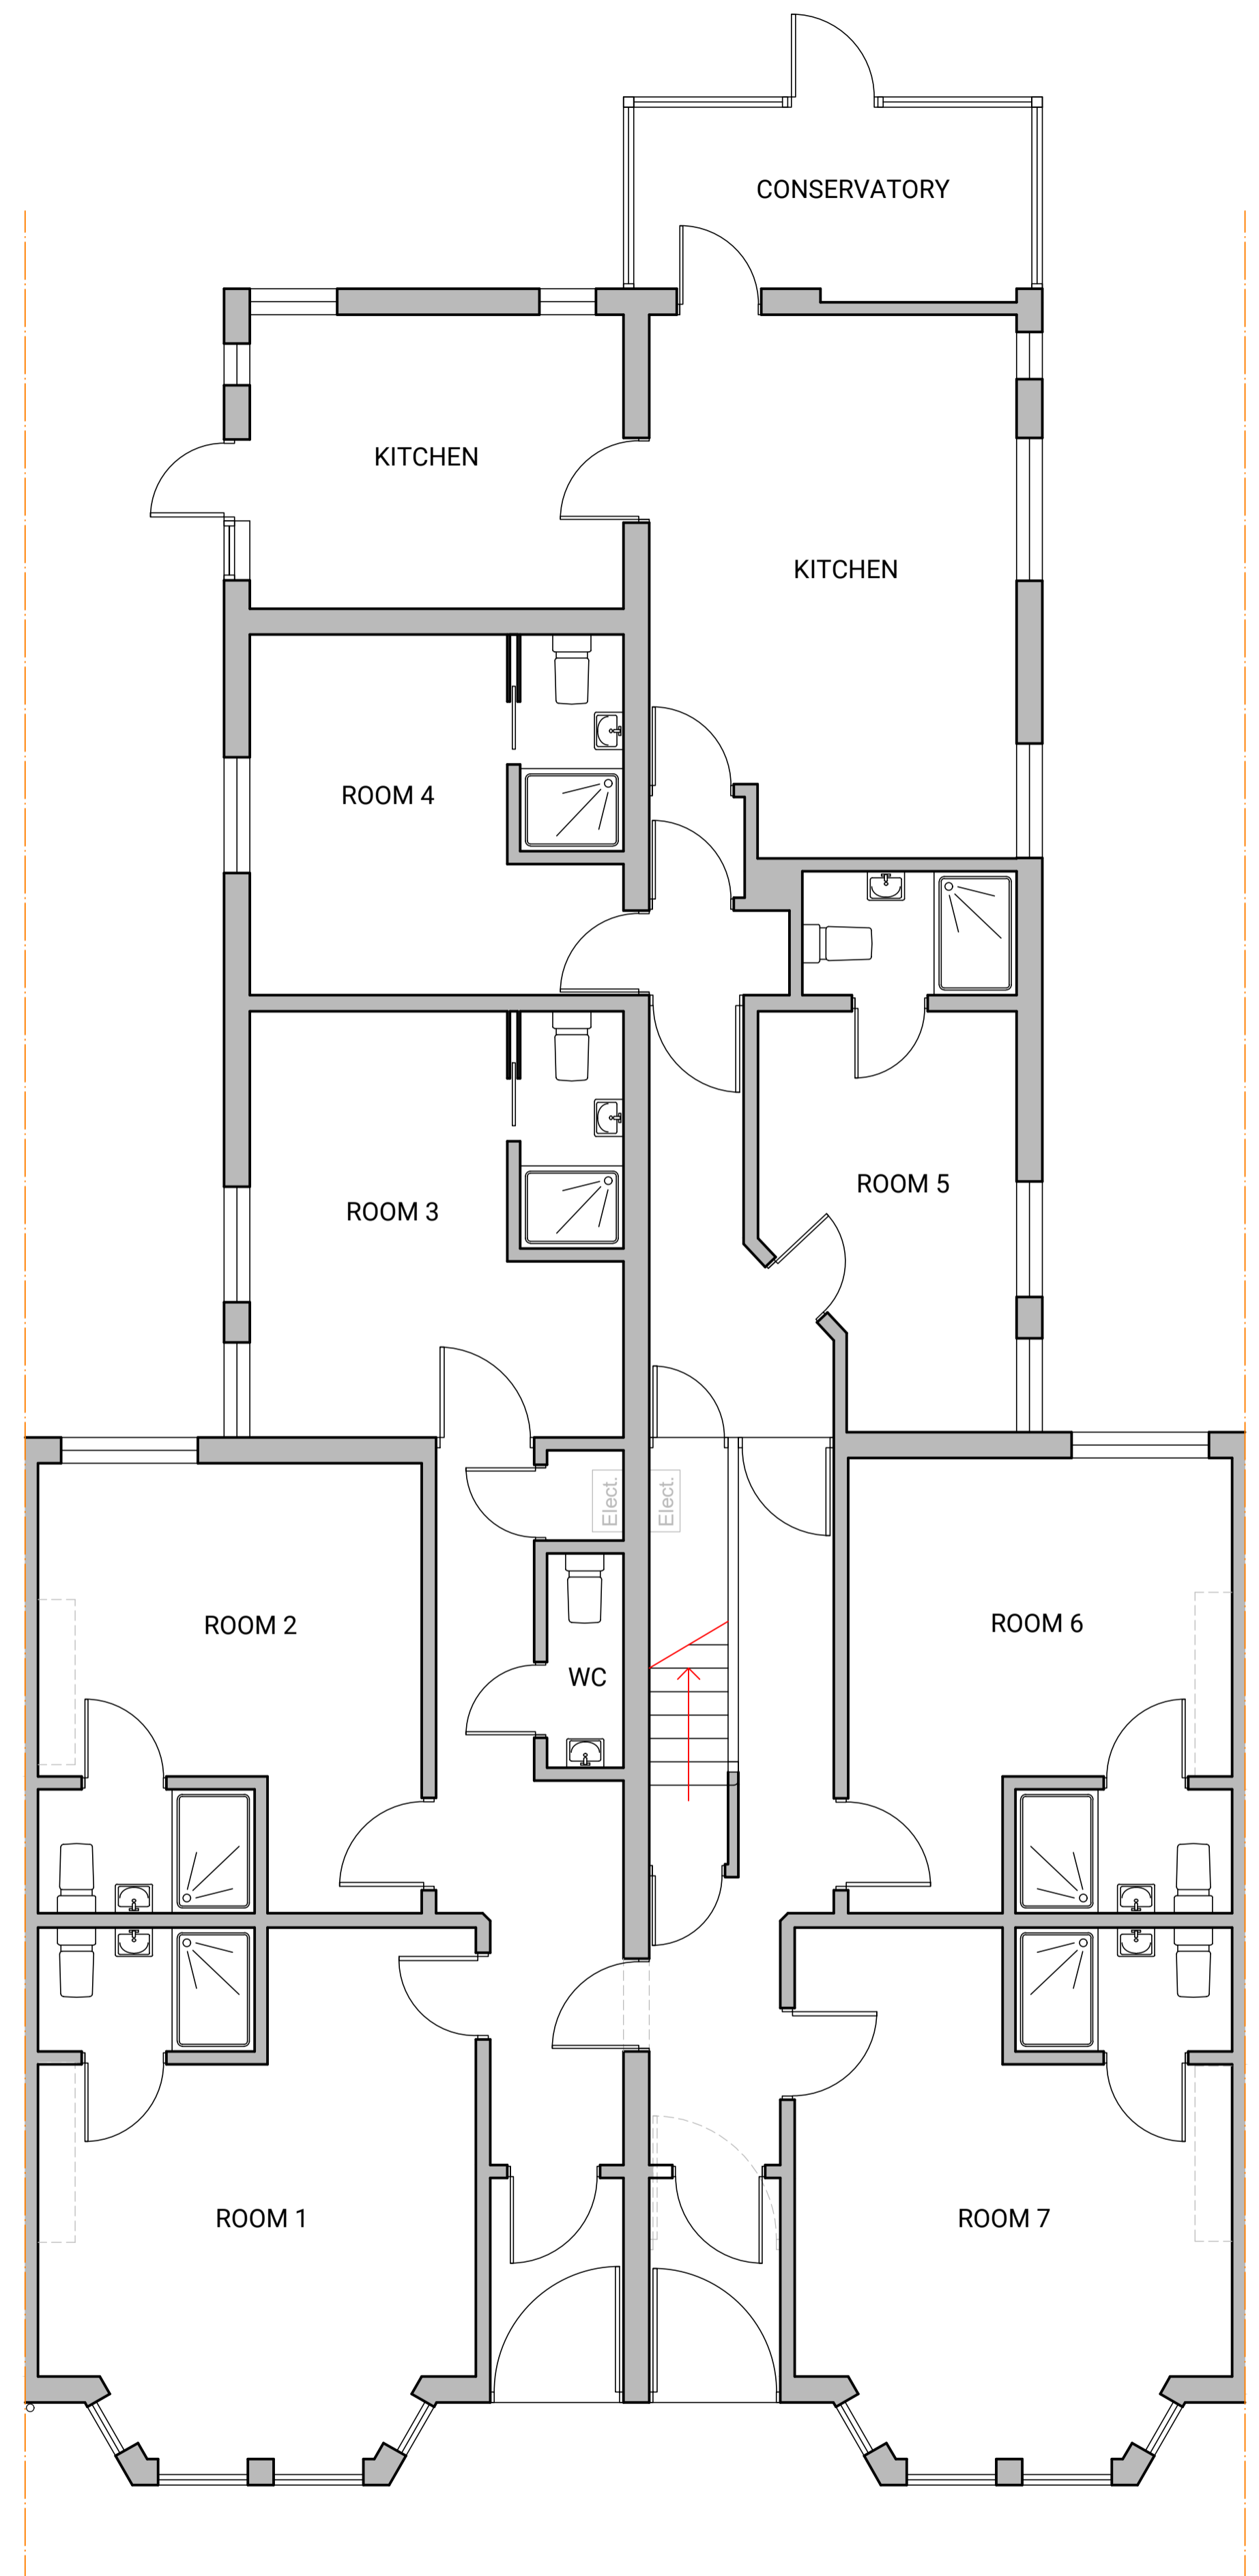 CONSERVATORY
KITCHEN
KITCHEN
ROOM 4
ROOM 5
ROOM 3
Elect.
Elect.
ROOM 2
ROOM 6
WC
ROOM 1
ROOM 7